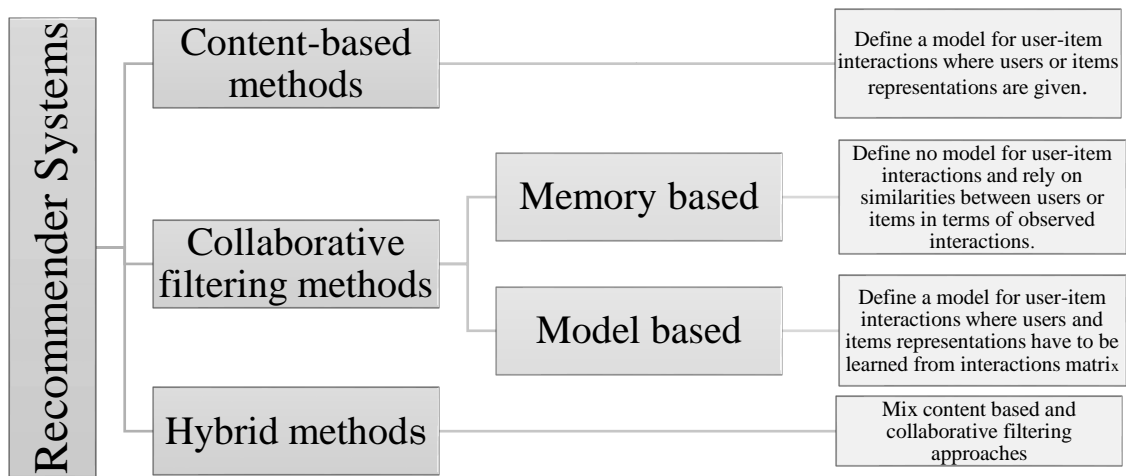 Recommender Systems
Content-based
methods
Define a model for user-item
interactions where users or items
representations are given.
Collaborative
filtering methods
Memory based
Define no model for user-item
interactions and rely on
similarities between users or
items in terms of observed
interactions.
Model based
Define a model for user-item
interactions where users and
items representations have to be
learned from interactions matrix
Hybrid methods
Mix content based and
collaborative filtering
approaches